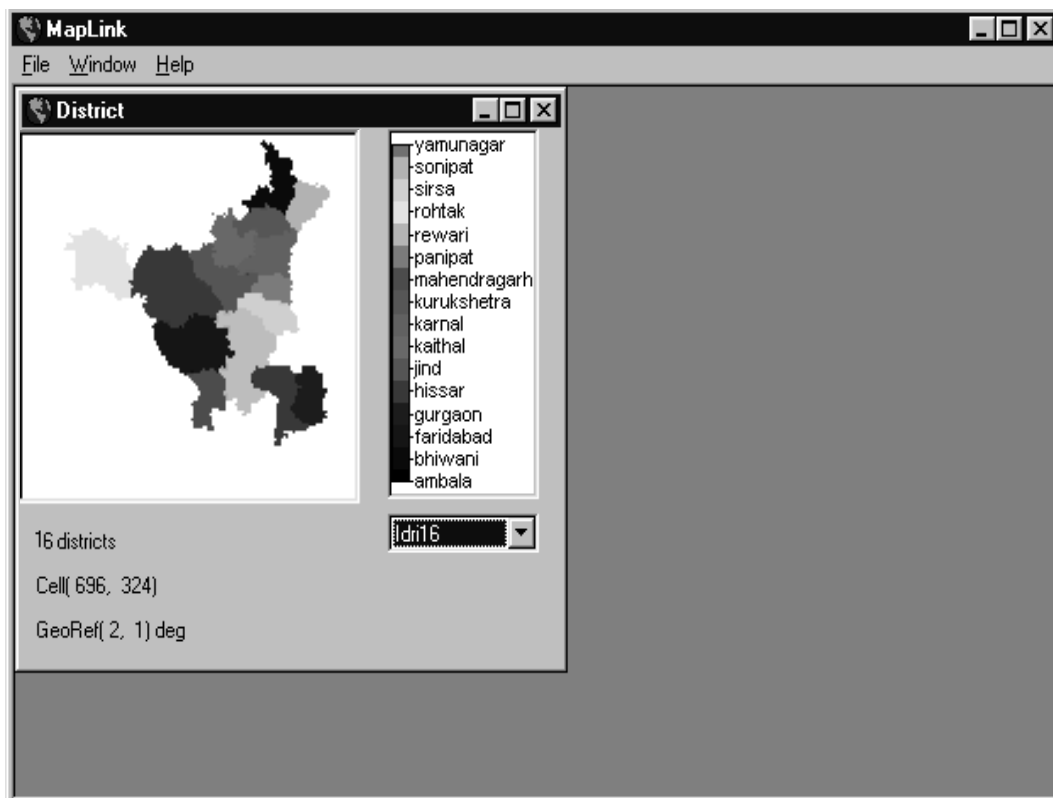 MapLink
File Window Help
District
yamunagar
sonipat
sirsa
rohtak
rewari
panipat
mahendragarh
kurukshetra
karnal
kaithal
jind
hissar
gurgaon
faridabad
bhiwani
ambala
Idri16
16 districts
Cell( 696, 324)
GeoRef( 2, 1) deg